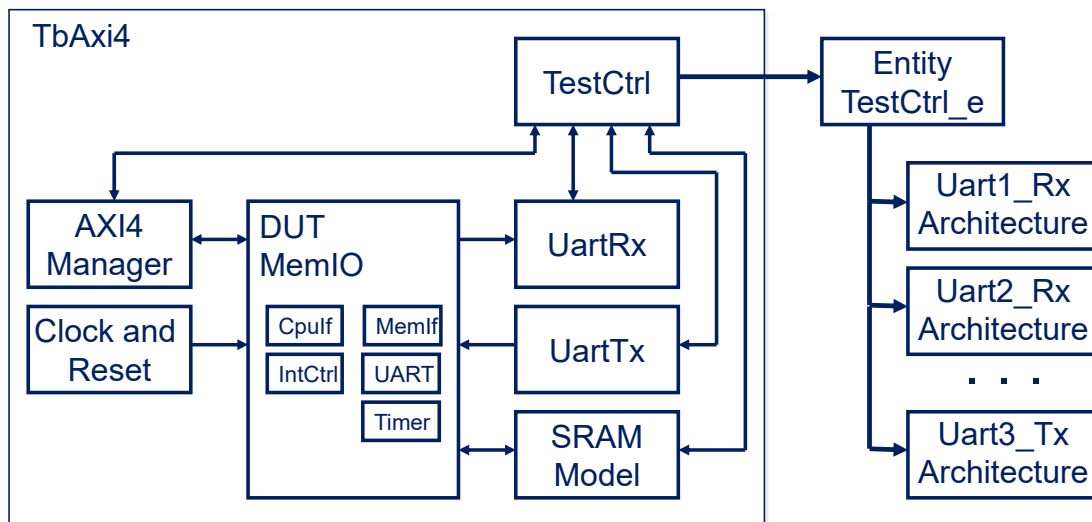 TbAxi4
TestCtrl
Entity
TestCtrl_e
AXI4
Manager
DUT
MemIO
UartRx
Uart1_Rx
Architecture
Clock and
Reset
CpuIf
MemIf
IntCtrl
UART
Timer
UartTx
Uart2_Rx
Architecture
. . .
SRAM
Model
Uart3_Tx
Architecture